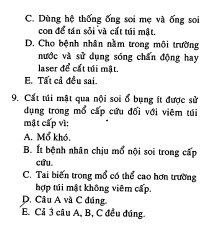 C. Dùng hệ thống ống soi mẹ và ống soi
con để tán sỏi và cất túi mật.
D. Cho bệnh nhân nằm trong môi trường
nước và sử dụng sóng chấn động hay
laser để cắt túi mật.
E. Tất cả đều sai.
9. Cắt túi mật qua nội soi ổ bụng ít được sử
dụng trong mổ cấp cứu đối với viêm túi
mật cấp vì:
A. Mổ khó.
B. Ít bệnh nhân chịu mổ nội soi trong cấp
cứu.
C. Tai biến trong mổ có thể cao hơn trường
hợp túi mật không viêm cấp.
D. Câu A và C đúng.
E. Cả 3 câu A, B, C đều đúng.